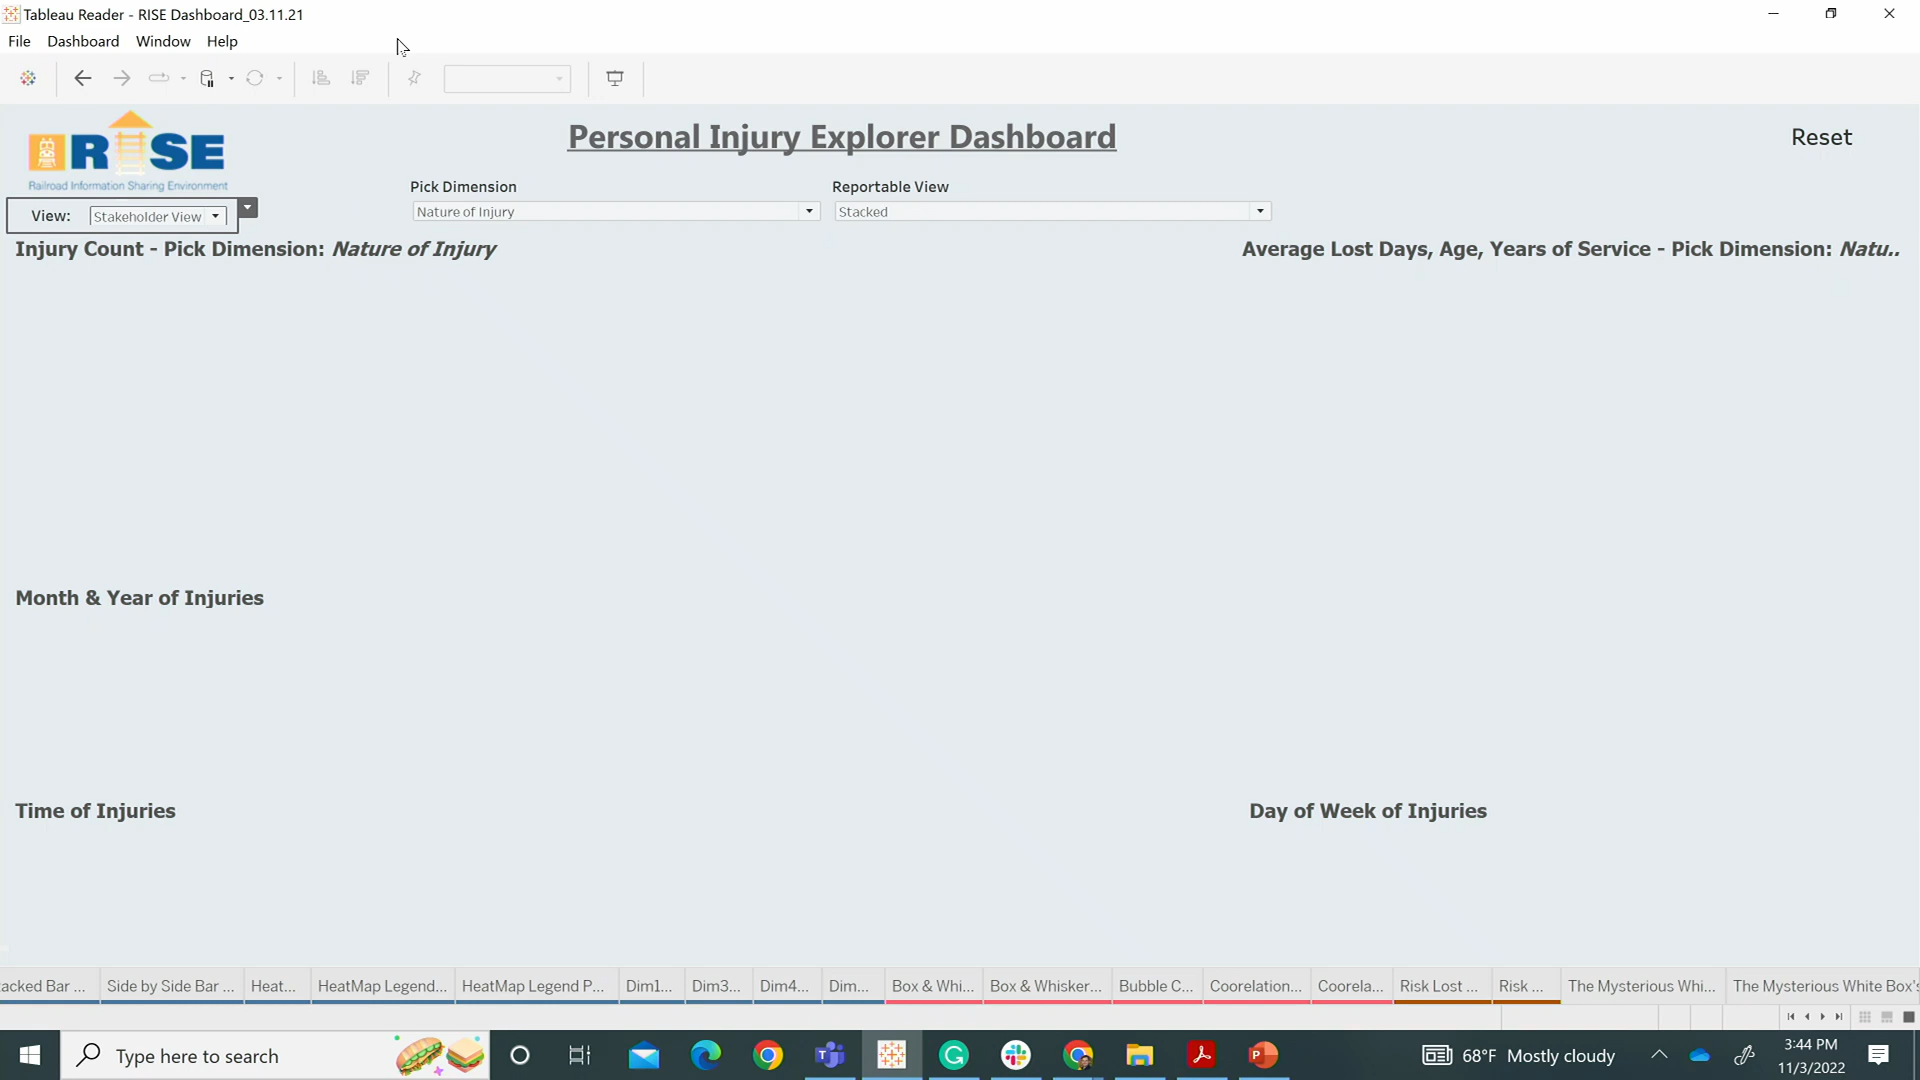 Tableau Reader - RISE Dashboard_03.11.21
File Dashboard Window Help
RISE
Railroad Information Sharing Environment
Personal Injury Explorer Dashboard
Reset
Pick Dimension
Nature of Injury
Reportable View
Stacked
View: Stakeholder View
Injury Count - Pick Dimension: Nature of Injury
Average Lost Days, Age, Years of Service - Pick Dimension: Natu..
Month & Year of Injuries
Time of Injuries
Day of Week of Injuries
tacked Bar ... Side by Side Bar ... Heat... HeatMap Legend... HeatMap Legend P... Dim1... Dim3... Dim4... Dim... Box & Whi... Box & Whisker... Bubble C... Coorelation... Coorela... Risk Lost ... Risk ... The Mysterious Whi... The Mysterious White Box's
Type here to search
68°F Mostly cloudy
3:44 PM
11/3/2022